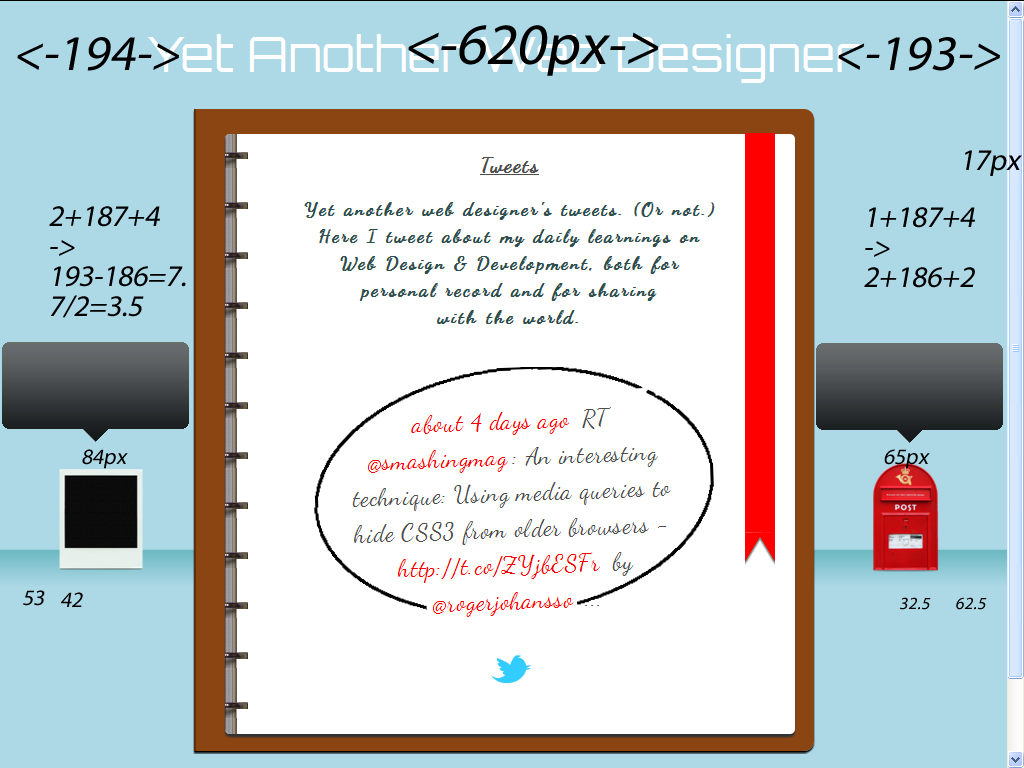 <-194->
Yet Another Web Designer
<-620px->
<-193->
17px
2+187+4
->
193-186=7.
7/2=3.5
1+187+4
->
2+186+2
Tweets
Yet another web designer's tweets. (Or not.)
Here I tweet about my daily learnings on
Web Design & Development, both for
personal record and for sharing
with the world.
about 4 days ago RT
@smashingmag: An interesting
technique: Using media queries to
hide CSS3 from older browsers -
http://t.co/ZYjbESFr by
@rogerjohansso ...
84px
65px
POST
53 42
32.5 62.5